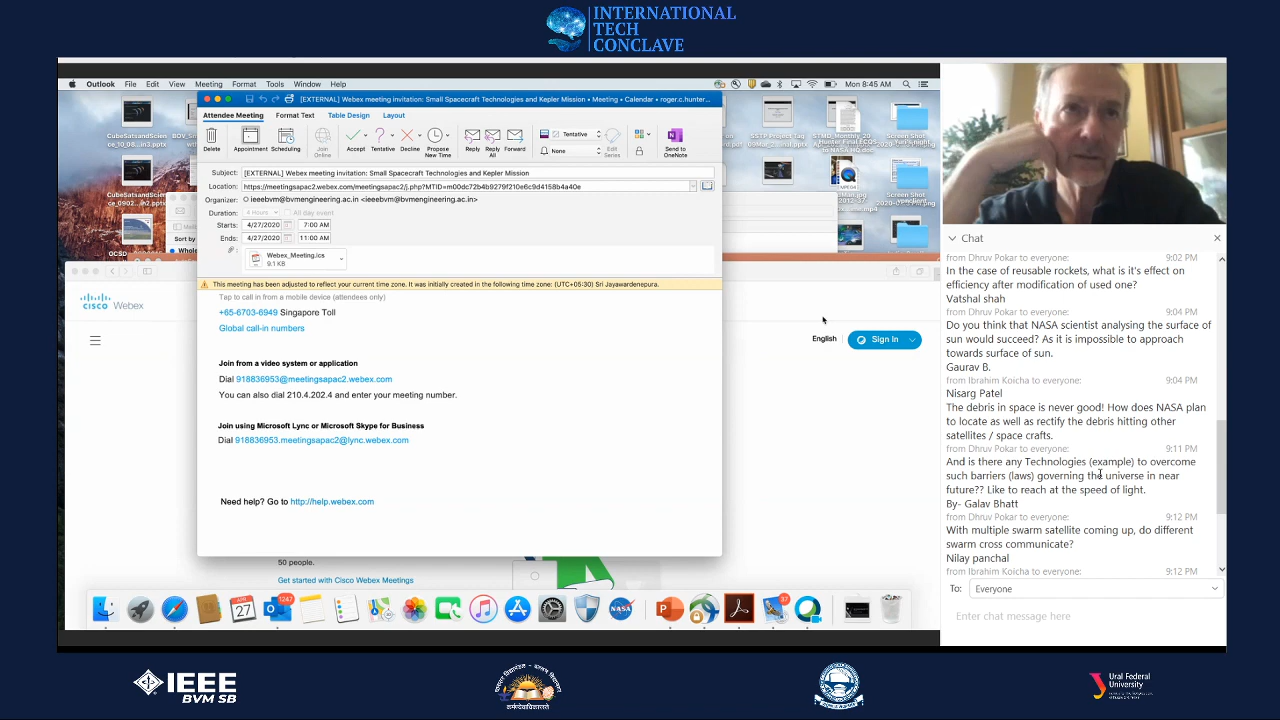 INTERNATIONAL
TECH
CONCLAVE
Outlook File Edit View Meeting Format Tools Window Help
Mon 8:45 AM
[EXTERNAL] Webex meeting invitation: Small Spacecraft Technologies and Kepler Mission • Meeting • Calendar • roger.c.hunter...
Attendee Meeting Format Text Table Design Layout
Delete Appointment Scheduling Join Online Accept Tentative Decline Propose New Time Reply Reply All Forward Tentative None Edit Series Send to OneNote
Subject: [EXTERNAL] Webex meeting invitation: Small Spacecraft Technologies and Kepler Mission
Location: https://meetingsapac2.webex.com/meetingsapac2/j.php?MTID=m00dc72b4b9279f210e6c9d4158b4a40e
Organizer: ieeebvm@bvmengineering.ac.in <ieeebvm@bvmengineering.ac.in>
Duration: 4 Hours All day event
Starts: 4/27/2020 7:00 AM
Ends: 4/27/2020 11:00 AM
Webex_Meeting.ics
9.1 KB
This meeting has been adjusted to reflect your current time zone. It was initially created in the following time zone: (UTC+05:30) Sri Jayawardenepura.
Tap to call in from a mobile device (attendees only)
+65-6703-6949 Singapore Toll
Global call-in numbers
Join from a video system or application
Dial 918836953@meetingsapac2.webex.com
You can also dial 210.4.202.4 and enter your meeting number.
Join using Microsoft Lync or Microsoft Skype for Business
Dial 918836953.meetingsapac2@lync.webex.com
Need help? Go to http://help.webex.com
CISCO Webex
English Sign In
50 people.
Get started with Cisco Webex Meetings
APR
27
1247
NASA
37
Chat
from Dhruv Pokar to everyone: 9:02 PM
In the case of reusable rockets, what is it's effect on
efficiency after modification of used one?
Vatshal shah
from Dhruv Pokar to everyone: 9:04 PM
Do you think that NASA scientist analysing the surface of
sun would succeed? As it is impossible to approach
towards surface of sun.
Gaurav B.
from Ibrahim Koicha to everyone: 9:04 PM
Nisarg Patel
The debris in space is never good! How does NASA plan
to locate as well as rectify the debris hitting other
satellites / space crafts.
from Dhruv Pokar to everyone: 9:11 PM
And is there any Technologies (example) to overcome
such barriers (laws) governing the universe in near
future?? Like to reach at the speed of light.
By- Galav Bhatt
from Dhruv Pokar to everyone: 9:12 PM
With multiple swarm satellite coming up, do different
swarm cross communicate?
Nilay panchal
from Ibrahim Koicha to everyone: 9:12 PM
To: Everyone
Enter chat message here
IEEE
BVM SB
Ural Federal
University